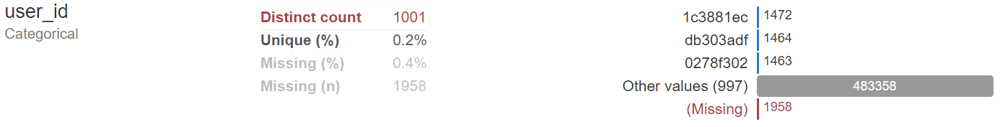 user_id
Categorical
Distinct count 1001
Unique (%) 0.2%
Missing (%) 0.4%
Missing (n) 1958
1c3881ec 1472
db303adf 1464
0278f302 1463
Other values (997) 483358
(Missing) 1958